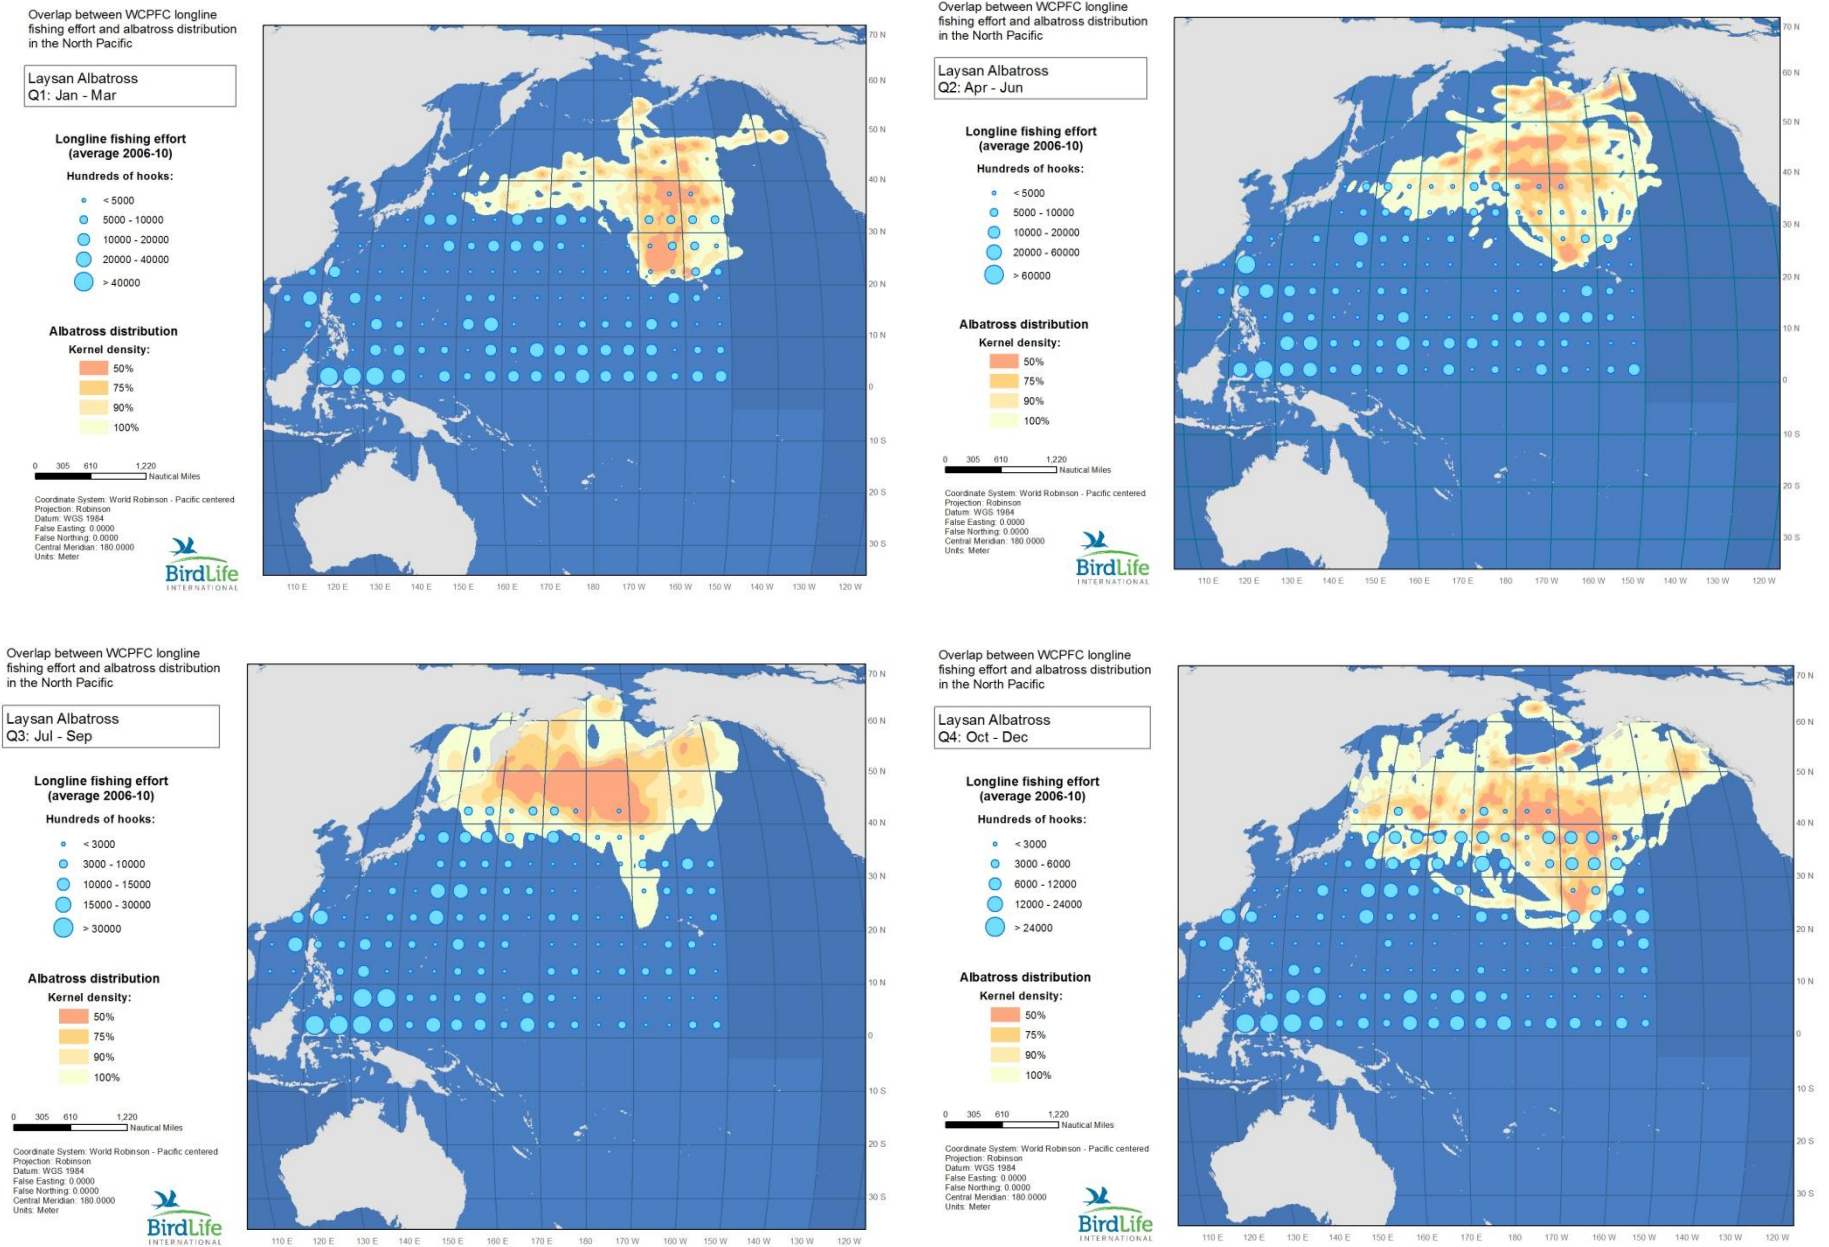 Overlap between WCPFC longline
fishing effort and albatross distribution
in the North Pacific
Laysan Albatross
Q1: Jan - Mar
Longline fishing effort
(average 2006-10)
Hundreds of hooks:
< 5000
5000 - 10000
10000 - 20000
20000 - 40000
> 40000
Albatross distribution
Kernel density:
50%
75%
90%
100%
0 305 610 1,220
Nautical Miles
Coordinate System: World Robinson - Pacific centered
Projection: Robinson
Datum: WGS 1984
False Easting: 0.0000
False Northing: 0.0000
Central Meridian: 180.0000
Units: Meter
BirdLife
INTERNATIONAL
70 N
60 N
50 N
40 N
30 N
20 N
10 N
0
10 S
20 S
30 S
110 E 120 E 130 E 140 E 150 E 160 E 170 E 180 170 W 160 W 150 W 140 W 130 W 120 W
Overlap between WCPFC longline
fishing effort and albatross distribution
in the North Pacific
Laysan Albatross
Q2: Apr - Jun
Longline fishing effort
(average 2006-10)
Hundreds of hooks:
< 5000
5000 - 10000
10000 - 20000
20000 - 60000
> 60000
Albatross distribution
Kernel density:
50%
75%
90%
100%
0 305 610 1,220
Nautical Miles
Coordinate System: World Robinson - Pacific centered
Projection: Robinson
Datum: WGS 1984
False Easting: 0.0000
False Northing: 0.0000
Central Meridian: 180.0000
Units: Meter
BirdLife
INTERNATIONAL
70 N
60 N
50 N
40 N
30 N
20 N
10 N
0
10 S
20 S
30 S
110 E 120 E 130 E 140 E 150 E 160 E 170 E 180 170 W 160 W 150 W 140 W 130 W 120 W
Overlap between WCPFC longline
fishing effort and albatross distribution
in the North Pacific
Laysan Albatross
Q3: Jul - Sep
Longline fishing effort
(average 2006-10)
Hundreds of hooks:
< 3000
3000 - 10000
10000 - 15000
15000 - 30000
> 30000
Albatross distribution
Kernel density:
50%
75%
90%
100%
0 305 610 1,220
Nautical Miles
Coordinate System: World Robinson - Pacific centered
Projection: Robinson
Datum: WGS 1984
False Easting: 0.0000
False Northing: 0.0000
Central Meridian: 180.0000
Units: Meter
BirdLife
INTERNATIONAL
70 N
60 N
50 N
40 N
30 N
20 N
10 N
0
10 S
20 S
30 S
110 E 120 E 130 E 140 E 150 E 160 E 170 E 180 170 W 160 W 150 W 140 W 130 W 120 W
Overlap between WCPFC longline
fishing effort and albatross distribution
in the North Pacific
Laysan Albatross
Q4: Oct - Dec
Longline fishing effort
(average 2006-10)
Hundreds of hooks:
< 3000
3000 - 6000
6000 - 12000
12000 - 24000
> 24000
Albatross distribution
Kernel density:
50%
75%
90%
100%
0 305 610 1,220
Nautical Miles
Coordinate System: World Robinson - Pacific centered
Projection: Robinson
Datum: WGS 1984
False Easting: 0.0000
False Northing: 0.0000
Central Meridian: 180.0000
Units: Meter
BirdLife
INTERNATIONAL
70 N
60 N
50 N
40 N
30 N
20 N
10 N
0
10 S
20 S
30 S
110 E 120 E 130 E 140 E 150 E 160 E 170 E 180 170 W 160 W 150 W 140 W 130 W 120 W